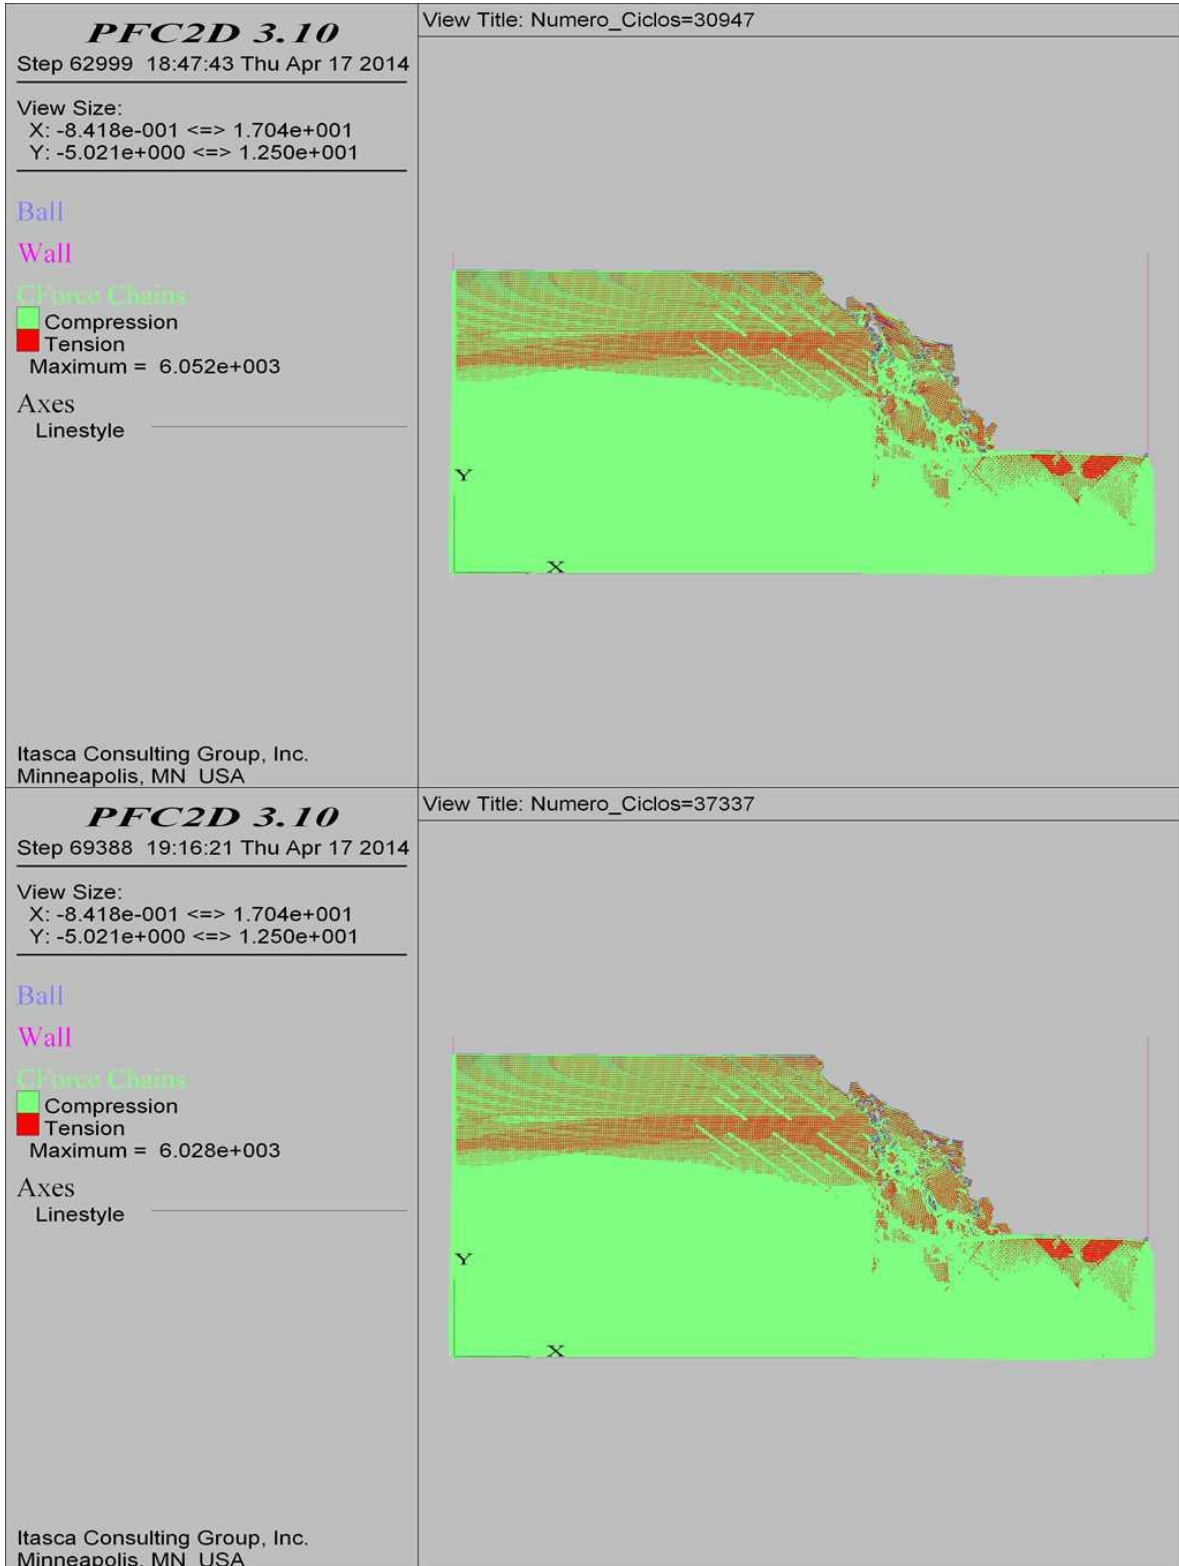 PFC2D 3.10
Step 62999 18:47:43 Thu Apr 17 2014
View Size:
X: -8.418e-001 <=> 1.704e+001
Y: -5.021e+000 <=> 1.250e+001
Ball
Wall
CForce Chains
Compression
Tension
Maximum = 6.052e+003
Axes
Linestyle
Itasca Consulting Group, Inc.
Minneapolis, MN USA
View Title: Numero_Ciclos=30947
Y
X
PFC2D 3.10
Step 69388 19:16:21 Thu Apr 17 2014
View Size:
X: -8.418e-001 <=> 1.704e+001
Y: -5.021e+000 <=> 1.250e+001
Ball
Wall
CForce Chains
Compression
Tension
Maximum = 6.028e+003
Axes
Linestyle
Itasca Consulting Group, Inc.
Minneapolis, MN USA
View Title: Numero_Ciclos=37337
Y
X